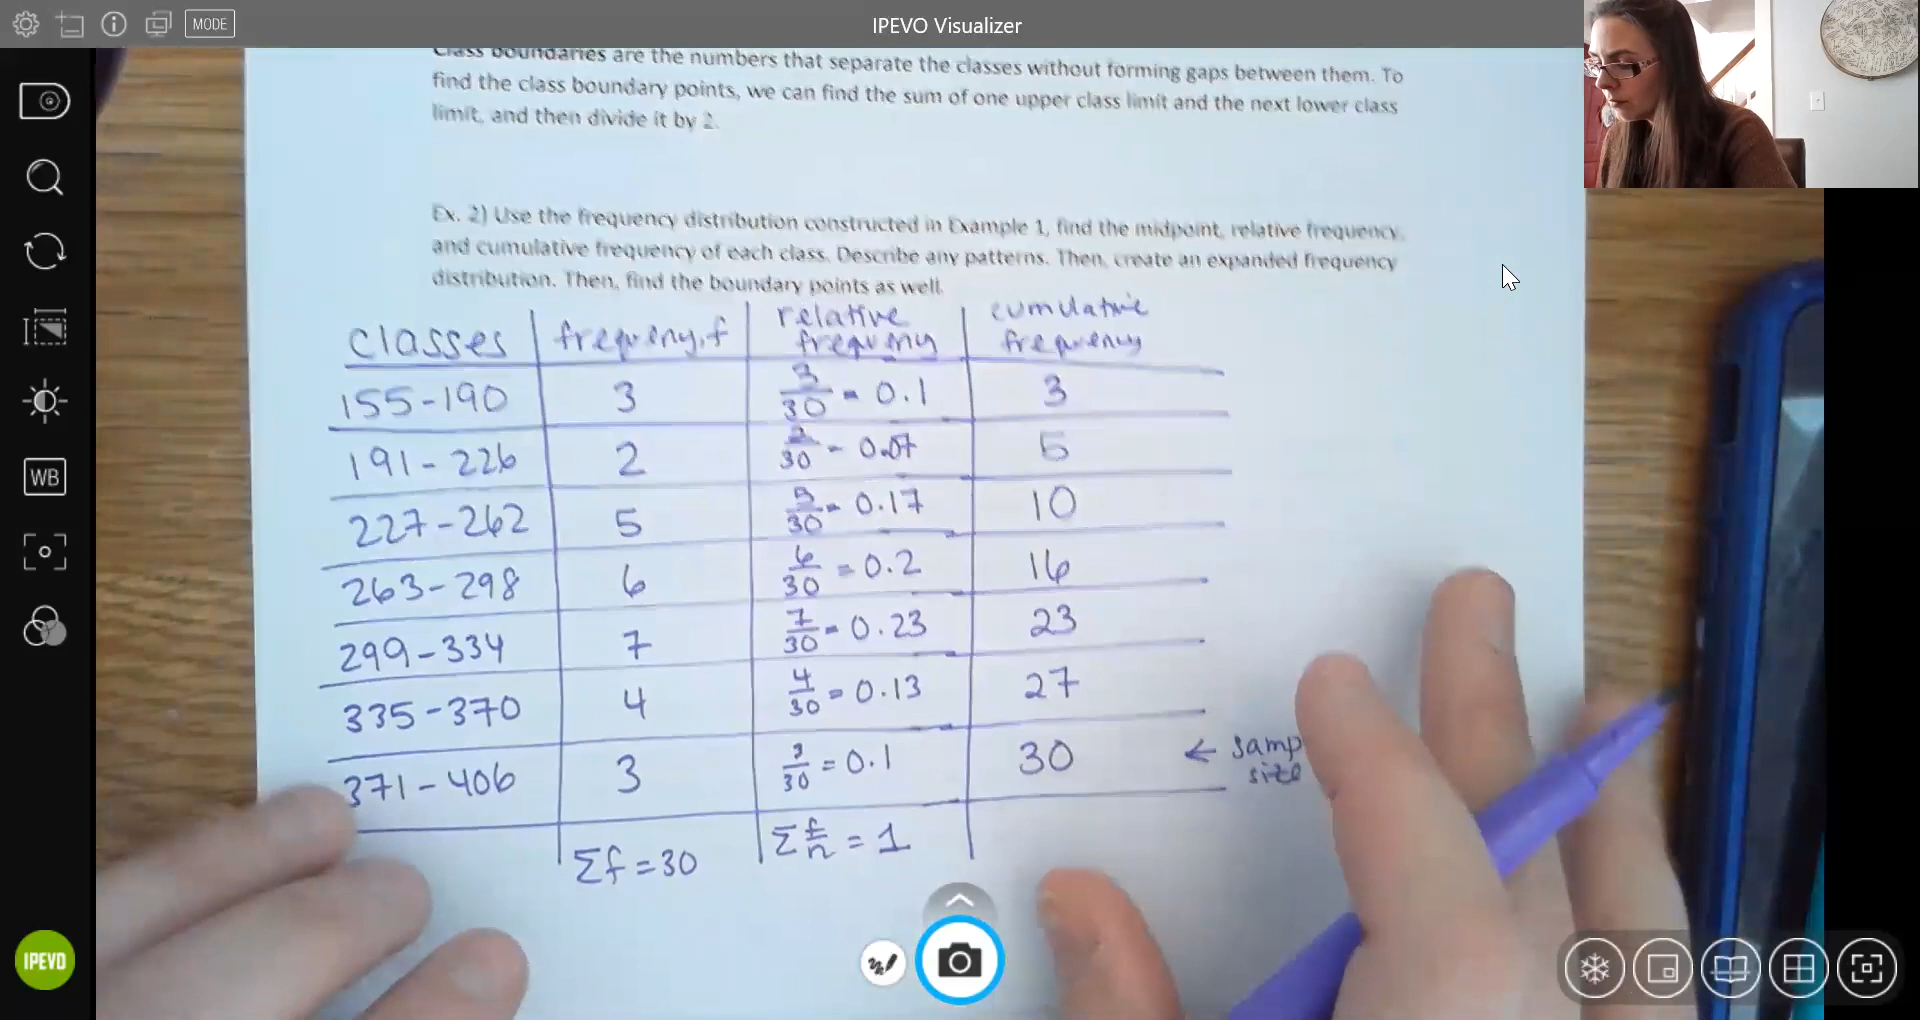 MODE
IPEVO Visualizer
Class boundaries are the numbers that separate the classes without forming gaps between them. To
find the class boundary points, we can find the sum of one upper class limit and the next lower class
limit, and then divide it by 2.
Ex. 2) Use the frequency distribution constructed in Example 1, find the midpoint, relative frequency,
and cumulative frequency of each class. Describe any patterns. Then, create an expanded frequency
distribution. Then, find the boundary points as well.
classes frequency, f relative frequency cumulative frequency
155-190 3 3/30 = 0.1 3
191-226 2 2/30 = 0.07 5
227-262 5 5/30 = 0.17 10
263-298 6 6/30 = 0.2 16
299-334 7 7/30 = 0.23 23
335-370 4 4/30 = 0.13 27
371-406 3 3/30 = 0.1 30 ← samp
size
Σf = 30 Σ f/n = 1
WB
IPEVO